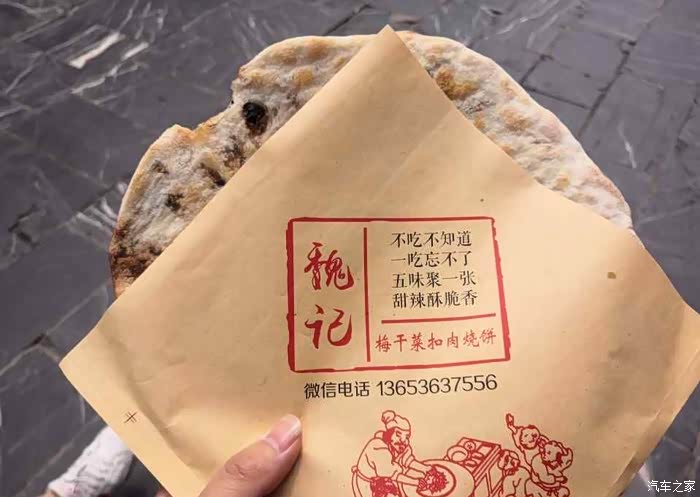 魏记
不吃不知道
一吃忘不了
五味聚一张
甜辣酥脆香
梅干菜扣肉烧饼
微信电话 13653637556
汽车之家